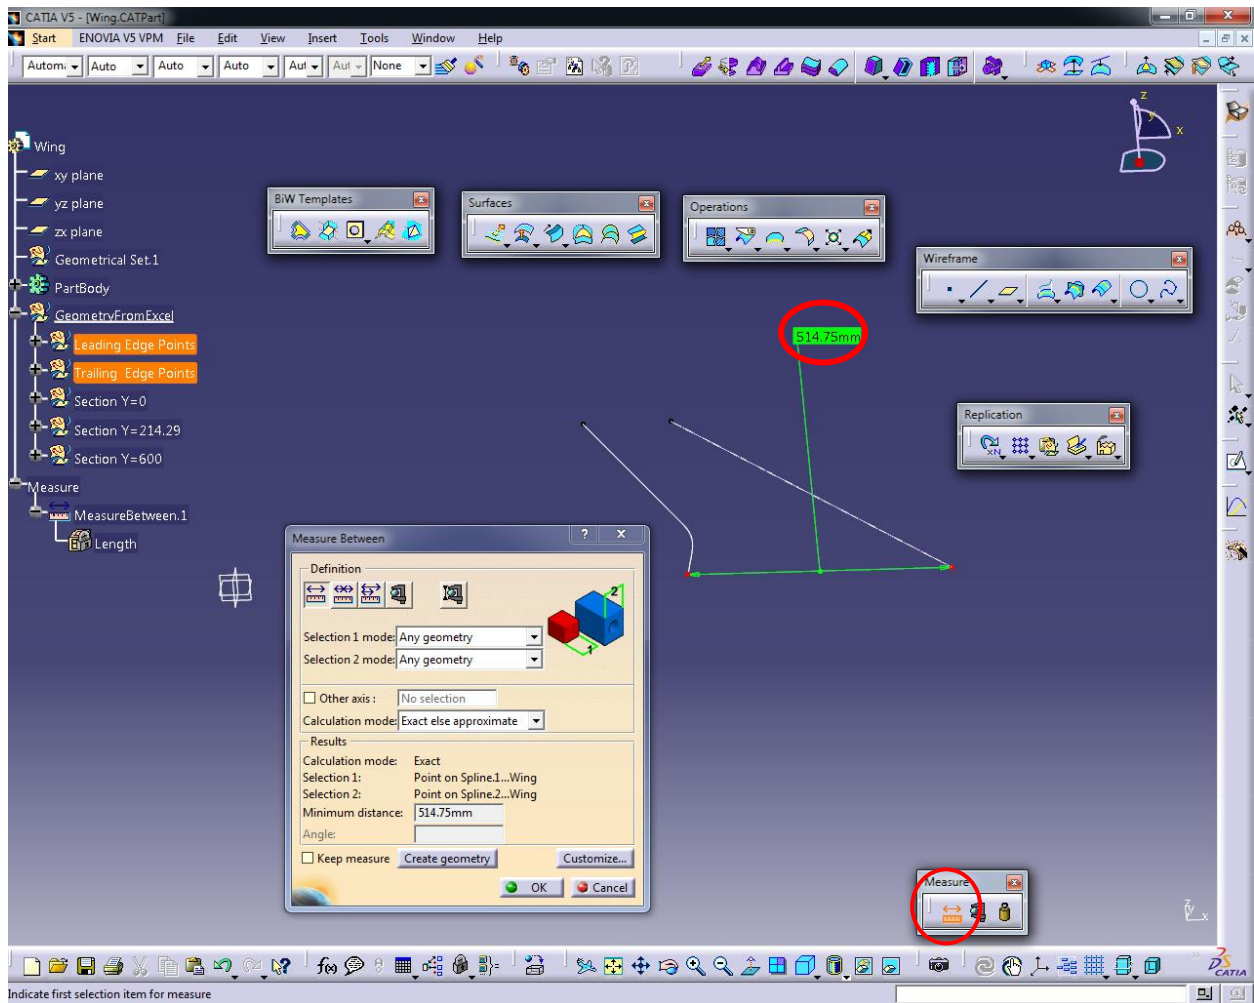 CATIA V5 - [Wing.CATPart]
Start ENOVIA V5 VPM File Edit View Insert Tools Window Help
Autom: Auto Auto Auto Aut Aut None
z
y
x
Wing
xy plane
yz plane
zx plane
Geometrical Set.1
PartBody
GeometryFromExcel
Leading Edge Points
Trailing Edge Points
Section Y=0
Section Y=214.29
Section Y=600
Measure
MeasureBetween.1
Length
BiW Templates
Surfaces
Operations
Wireframe
514.75mm
Replication
Measure Between
Definition
2
1
Selection 1 mode: Any geometry
Selection 2 mode: Any geometry
Other axis : No selection
Calculation mode: Exact else approximate
Results
Calculation mode: Exact
Selection 1: Point on Spline.1...Wing
Selection 2: Point on Spline.2...Wing
Minimum distance: 514.75mm
Angle:
Keep measure Create geometry Customize...
OK Cancel
Measure
z
y
x
f(x)
CATIA
Indicate first selection item for measure